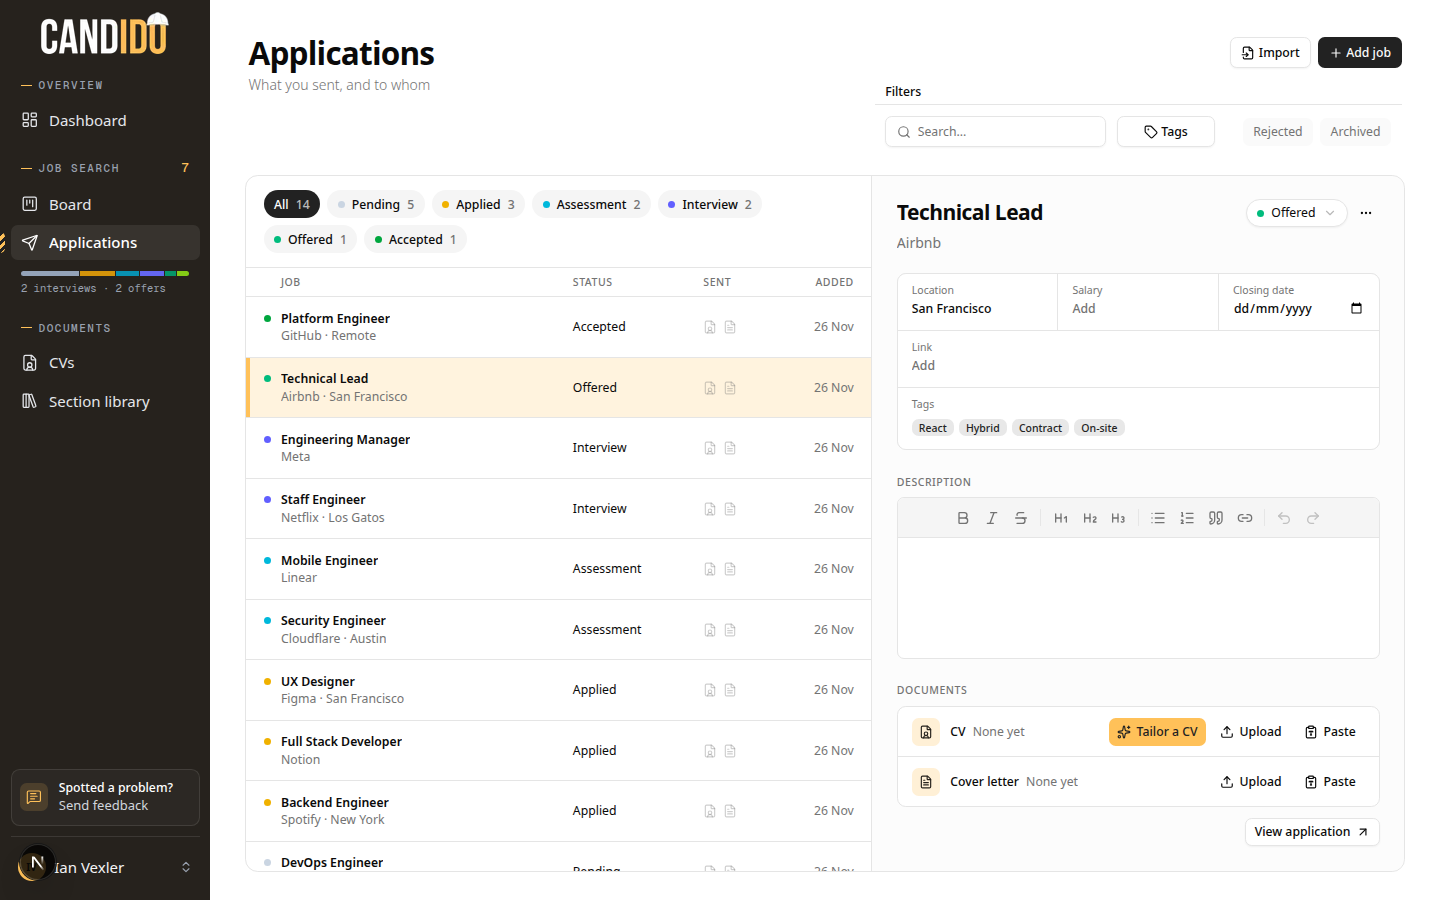 CANDIDO
OVERVIEW
Dashboard
JOB SEARCH 7
Board
Applications
2 interviews · 2 offers
DOCUMENTS
CVs
Section library
Spotted a problem?
Send feedback
N
Ian Vexler
Applications
What you sent, and to whom
Import
Add job
Filters
Search...
Tags
Rejected
Archived
All 14
Pending 5
Applied 3
Assessment 2
Interview 2
Offered 1
Accepted 1
JOB STATUS SENT ADDED
Platform Engineer
GitHub · Remote
Accepted
26 Nov
Technical Lead
Airbnb · San Francisco
Offered
26 Nov
Engineering Manager
Meta
Interview
26 Nov
Staff Engineer
Netflix · Los Gatos
Interview
26 Nov
Mobile Engineer
Linear
Assessment
26 Nov
Security Engineer
Cloudflare · Austin
Assessment
26 Nov
UX Designer
Figma · San Francisco
Applied
26 Nov
Full Stack Developer
Notion
Applied
26 Nov
Backend Engineer
Spotify · New York
Applied
26 Nov
DevOps Engineer
Pending
26 Nov
Technical Lead
Offered
Airbnb
Location
San Francisco
Salary
Add
Closing date
dd/mm/yyyy
Link
Add
Tags
React Hybrid Contract On-site
DESCRIPTION
B I S H1 H2 H3
DOCUMENTS
CV None yet
Tailor a CV
Upload
Paste
Cover letter None yet
Upload
Paste
View application